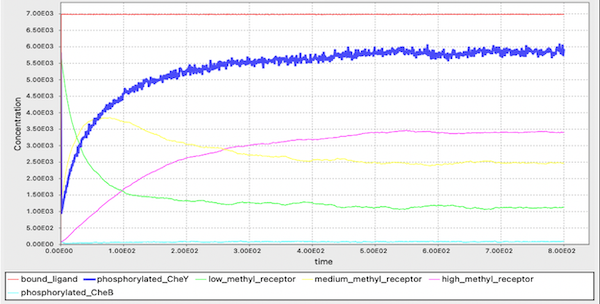 7.00E03
6.50E03
6.00E03
5.50E03
5.00E03
4.50E03
4.00E03
3.50E03
3.00E03
2.50E03
2.00E03
1.50E03
1.00E03
5.00E02
0.00E00
Concentration
0.00E00 1.00E02 2.00E02 3.00E02 4.00E02 5.00E02 6.00E02 7.00E02 8.00E02
time
bound_ligand phosphorylated_CheY low_methyl_receptor medium_methyl_receptor high_methyl_receptor
phosphorylated_CheB